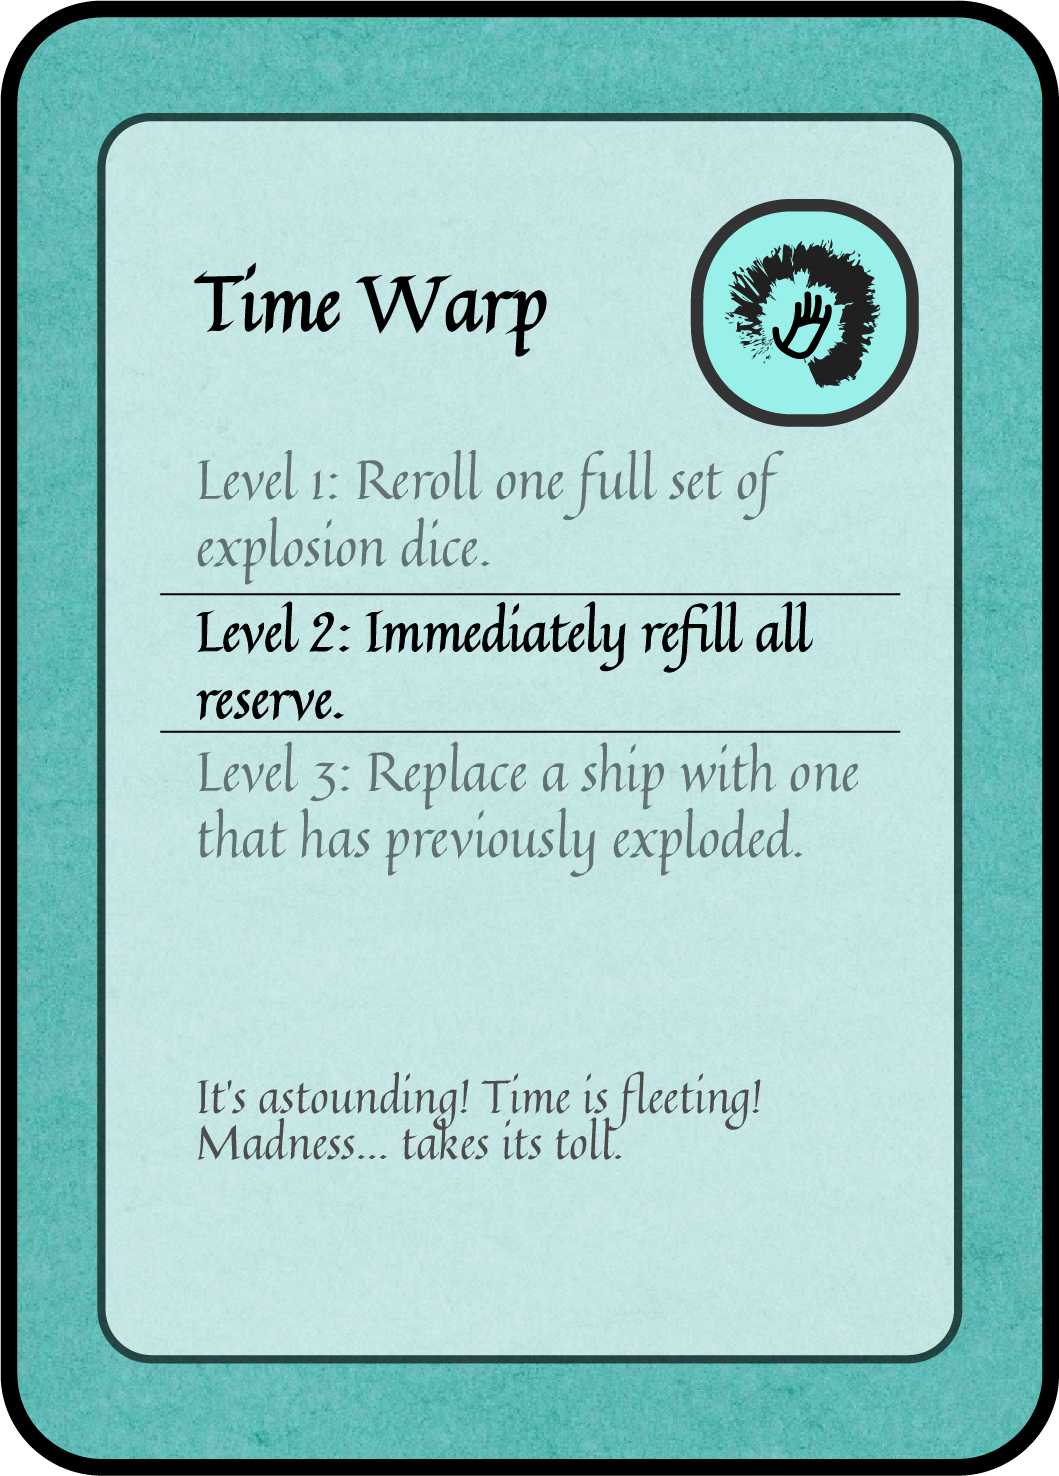 Time Warp
Level 1: Reroll one full set of
explosion dice.
Level 2: Immediately refill all
reserve.
Level 3: Replace a ship with one
that has previously exploded.
It's astounding! Time is fleeting!
Madness... takes its toll.